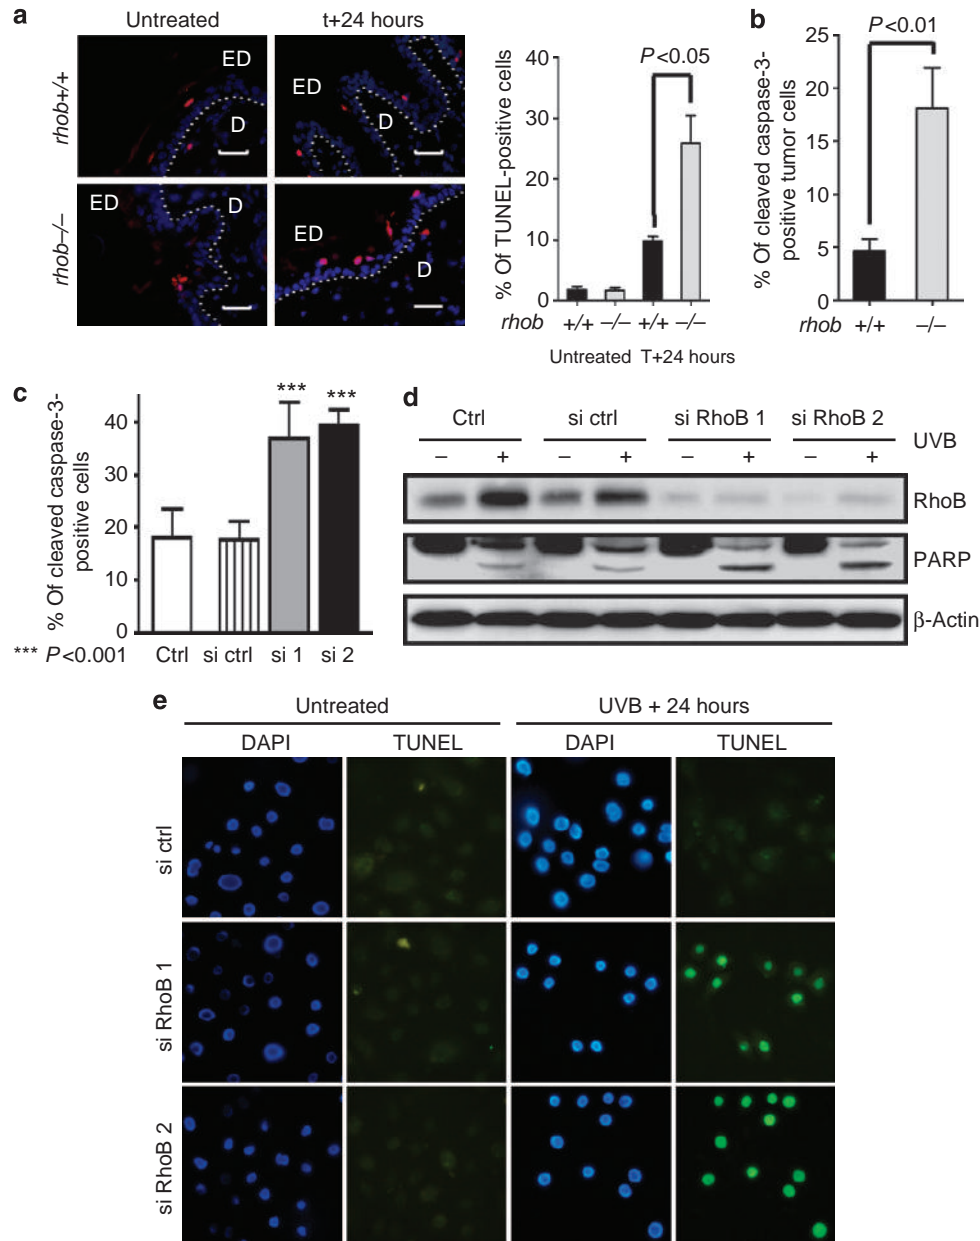 a
Untreated
t+24 hours
rhob+/+
rhob–/–
ED
D
ED
D
ED
D
ED
D
% Of TUNEL-positive cells
40
30
20
10
0
P<0.05
rhob +/+ –/– +/+ –/–
Untreated T+24 hours
b
% Of cleaved caspase-3-
positive tumor cells
25
20
15
10
5
0
P<0.01
rhob +/+ –/–
c
% Of cleaved caspase-3-
positive cells
40
20
10
0
*** ***
*** P<0.001
Ctrl si ctrl si 1 si 2
d
Ctrl si ctrl si RhoB 1 si RhoB 2
– + – + – + – + UVB
RhoB
PARP
β-Actin
e
Untreated UVB + 24 hours
DAPI TUNEL DAPI TUNEL
si ctrl
si RhoB 1
si RhoB 2